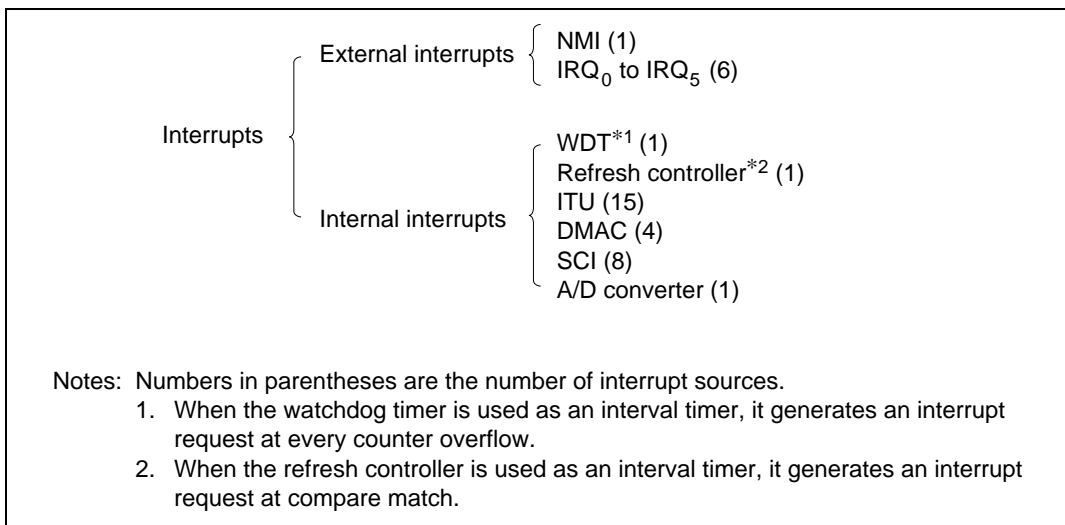 External interrupts
NMI (1)
IRQ0 to IRQ5 (6)
Interrupts
Internal interrupts
WDT*1 (1)
Refresh controller*2 (1)
ITU (15)
DMAC (4)
SCI (8)
A/D converter (1)
Notes: Numbers in parentheses are the number of interrupt sources.
1. When the watchdog timer is used as an interval timer, it generates an interrupt
request at every counter overflow.
2. When the refresh controller is used as an interval timer, it generates an interrupt
request at compare match.